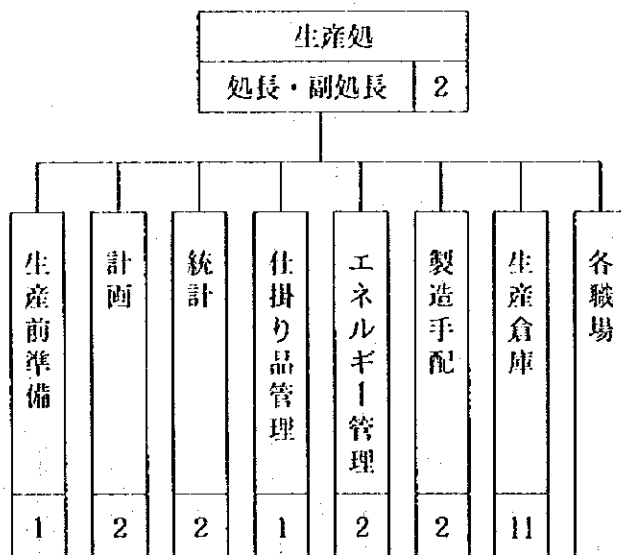 生産処
処長・副処長 2
生産前準備 1
計画 2
統計 2
仕掛り品管理 1
エネルギー管理 2
製造手配 2
生産倉庫 11
各職場